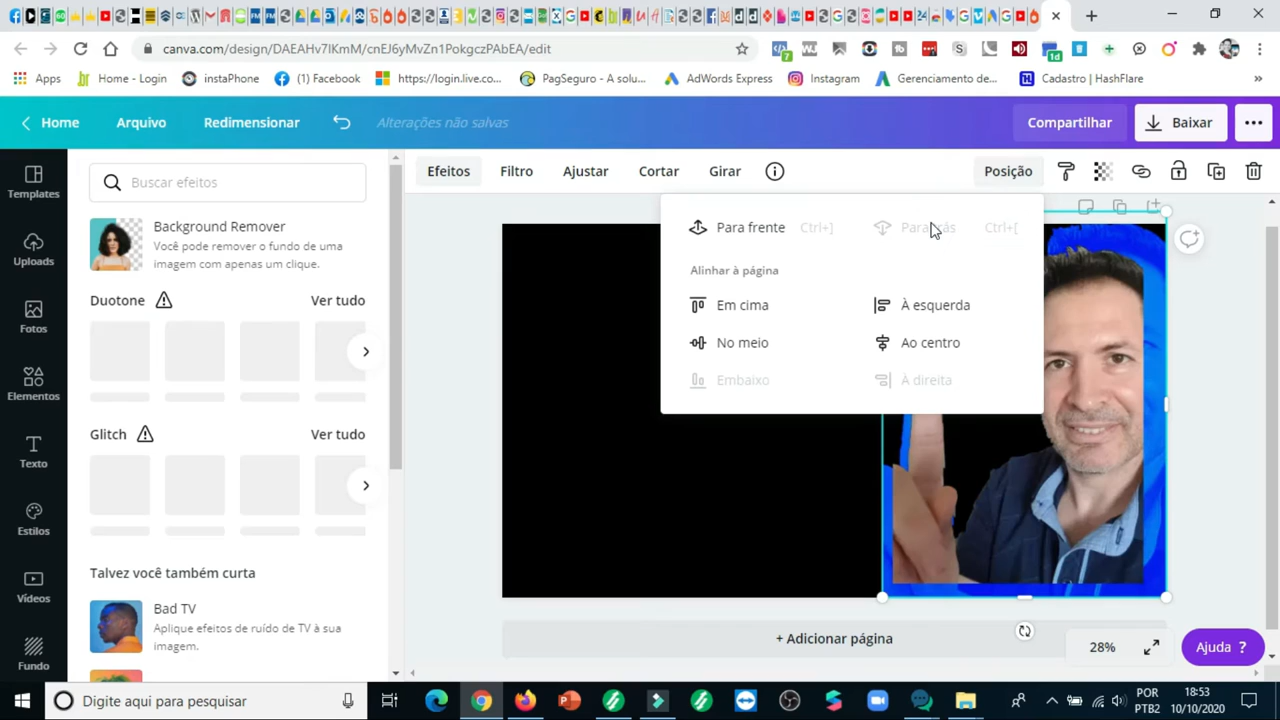 canva.com/design/DAEAHv7IKmM/cnEJ6yMvZn1PokgczPAbEA/edit
Apps
Home - Login
instaPhone
(1) Facebook
https://login.live.co...
PagSeguro - A solu...
AdWords Express
Instagram
Gerenciamento de...
Cadastro | HashFlare
Home
Arquivo
Redimensionar
Alterações não salvas
Compartilhar
Baixar
Templates
Uploads
Fotos
Elementos
Texto
Estilos
Vídeos
Fundo
Buscar efeitos
Background Remover
Você pode remover o fundo de uma
imagem com apenas um clique.
Duotone
Ver tudo
Glitch
Ver tudo
Talvez você também curta
Bad TV
Aplique efeitos de ruído de TV à sua
imagem.
Efeitos
Filtro
Ajustar
Cortar
Girar
Posição
Para frente
Ctrl+]
Ctrl+[
Alinhar à página
Em cima
À esquerda
No meio
Ao centro
Embaixo
À direita
+ Adicionar página
28%
Ajuda ?
Digite aqui para pesquisar
POR
PTB2
18:53
10/10/2020